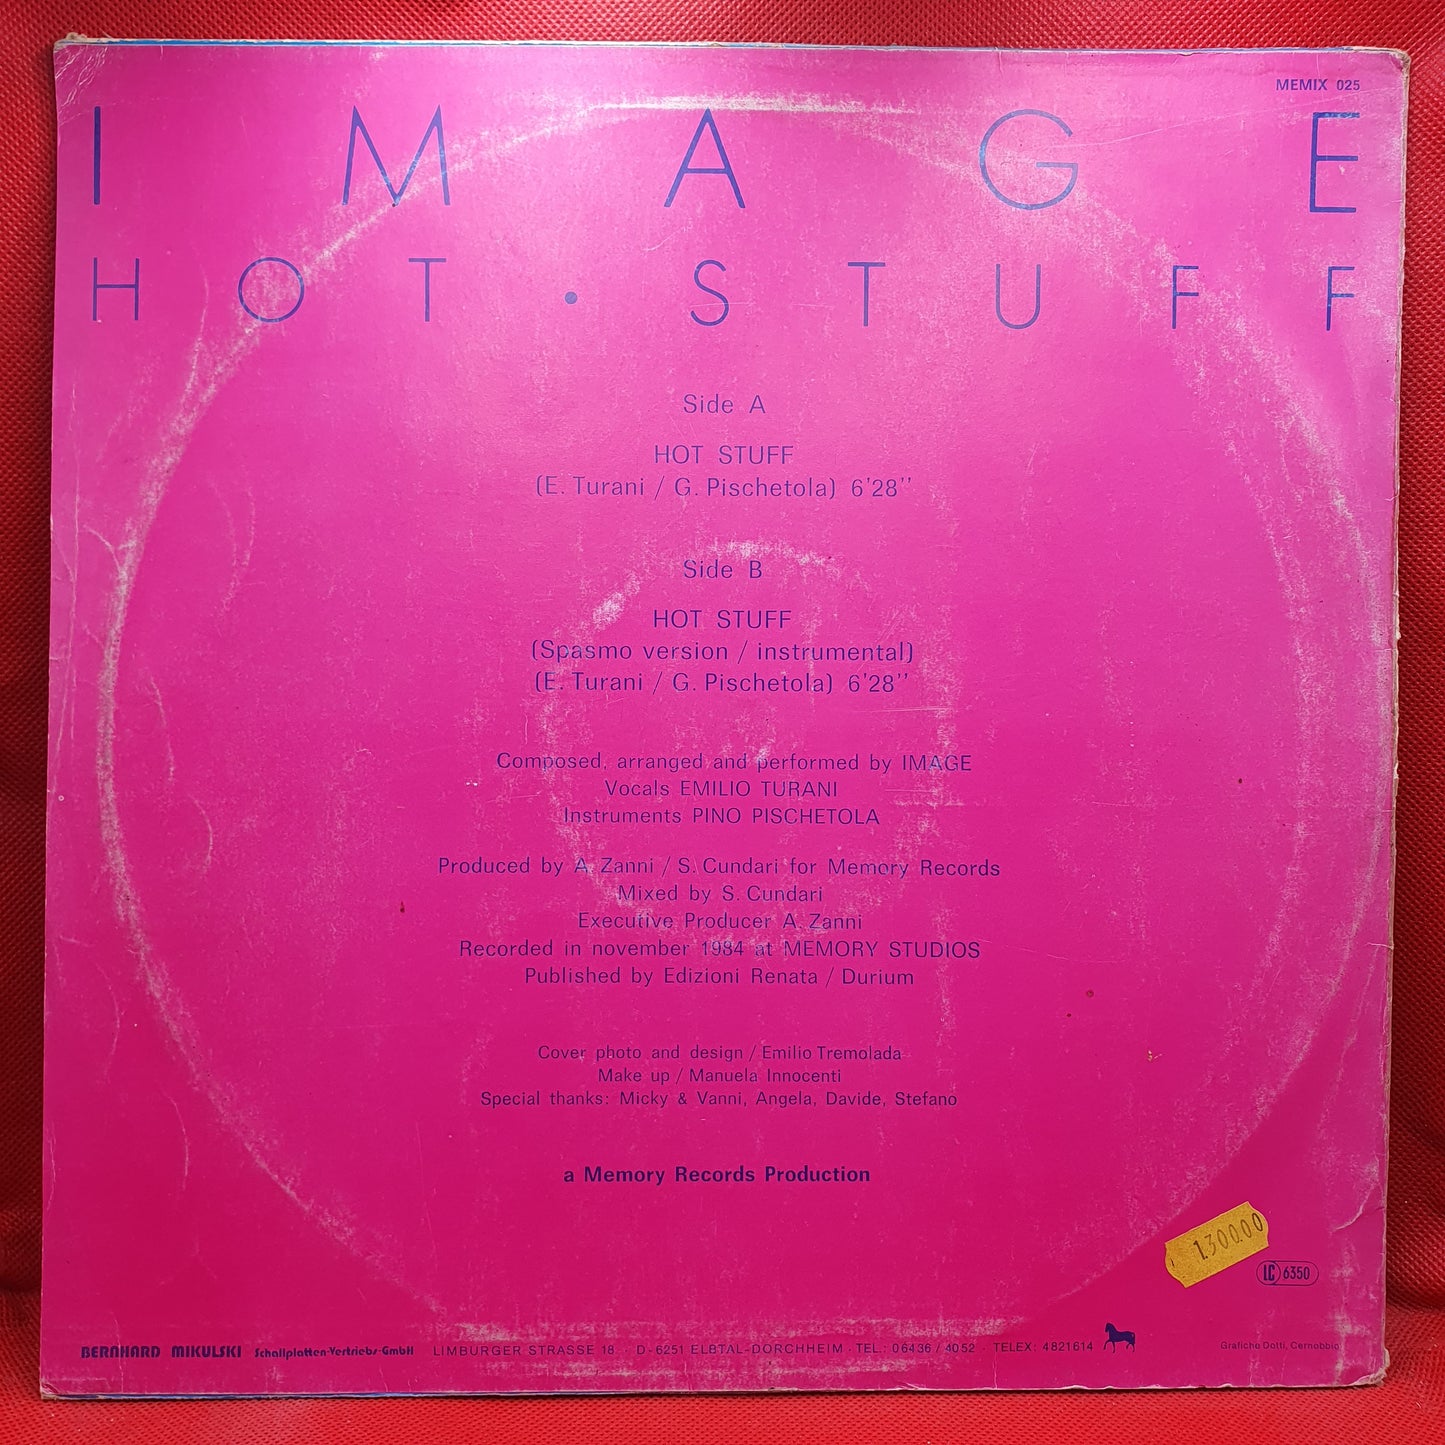 MEMIX 025
IMAGE
HOT • STUFF
Side A
HOT STUFF
(E. Turani / G. Pischetola) 6'28''
Side B
HOT STUFF
(Spasmo version / instrumental)
(E. Turani / G. Pischetola) 6'28''
Composed, arranged and performed by IMAGE
Vocals EMILIO TURANI
Instruments PINO PISCHETOLA
Produced by A. Zanni / S. Cundari for Memory Records
Mixed by S. Cundari
Executive Producer A. Zanni
Recorded in november 1984 at MEMORY STUDIOS
Published by Edizioni Renata / Durium
Cover photo and design / Emilio Tremolada
Make up / Manuela Innocenti
Special thanks: Micky & Vanni, Angela, Davide, Stefano
a Memory Records Production
1.300.00
LC 6350
BERNHARD MIKULSKI Schallplatten-Vertriebs-GmbH LIMBURGER STRASSE 18 · D-6251 ELBTAL-DORCHHEIM · TEL.: 06436 / 4052 · TELEX: 4821614
Grafiche Dotti, Cernobbio